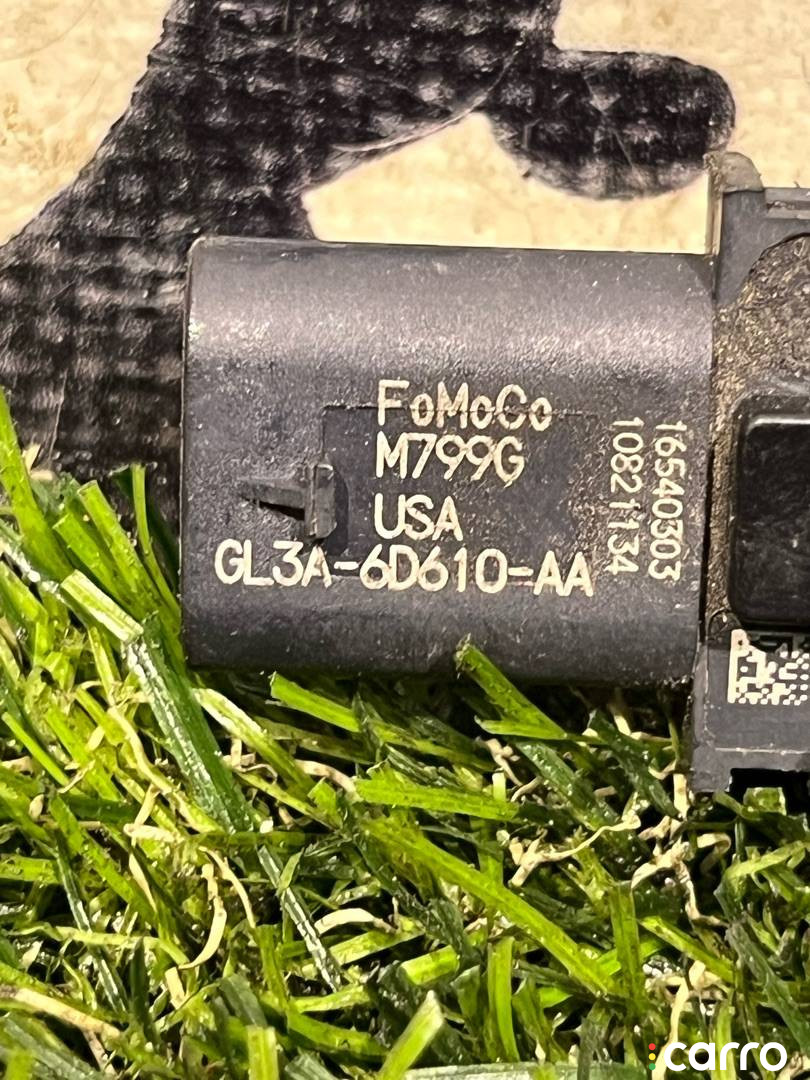 FoMoCo
M799G
USA
GL3A-6D610-AA
16540303
10821134
carro